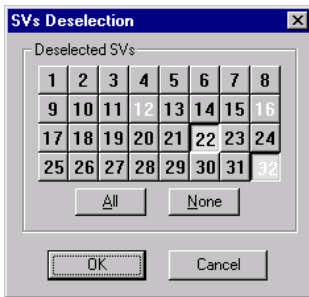 SVs Deselection
Deselected SVs
1 2 3 4 5 6 7 8
9 10 11 12 13 14 15 16
17 18 19 20 21 22 23 24
25 26 27 28 29 30 31 32
All None
OK Cancel